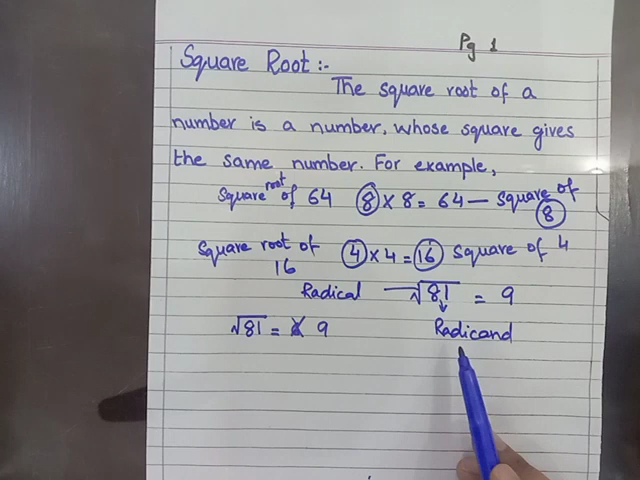 Pg 1
Square Root :-
The square root of a
number is a number, whose square gives
the same number. For example,
Square root of 64 8 × 8 = 64 — square of 8
Square root of 16 4 × 4 = 16 square of 4
Radical √81 = 9
√81 = 9 Radicand